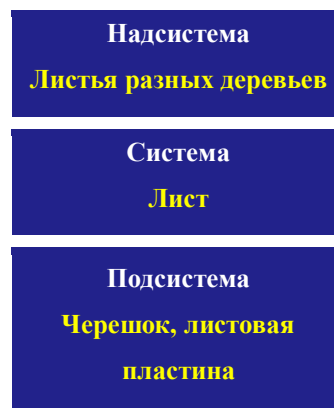 Надсистема
Листья разных деревьев
Система
Лист
Подсистема
Черешок, листовая
пластина